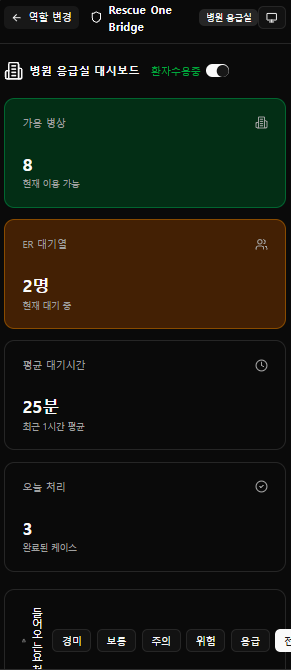 역할 변경
Rescue One
Bridge
병원 응급실
병원 응급실 대시보드
환자수용중
가용 병상
8
현재 이용 가능
ER 대기열
2명
현재 대기 중
평균 대기시간
25분
최근 1시간 평균
오늘 처리
3
완료된 케이스
들어
오
는요
경미
보통
주의
위험
응급